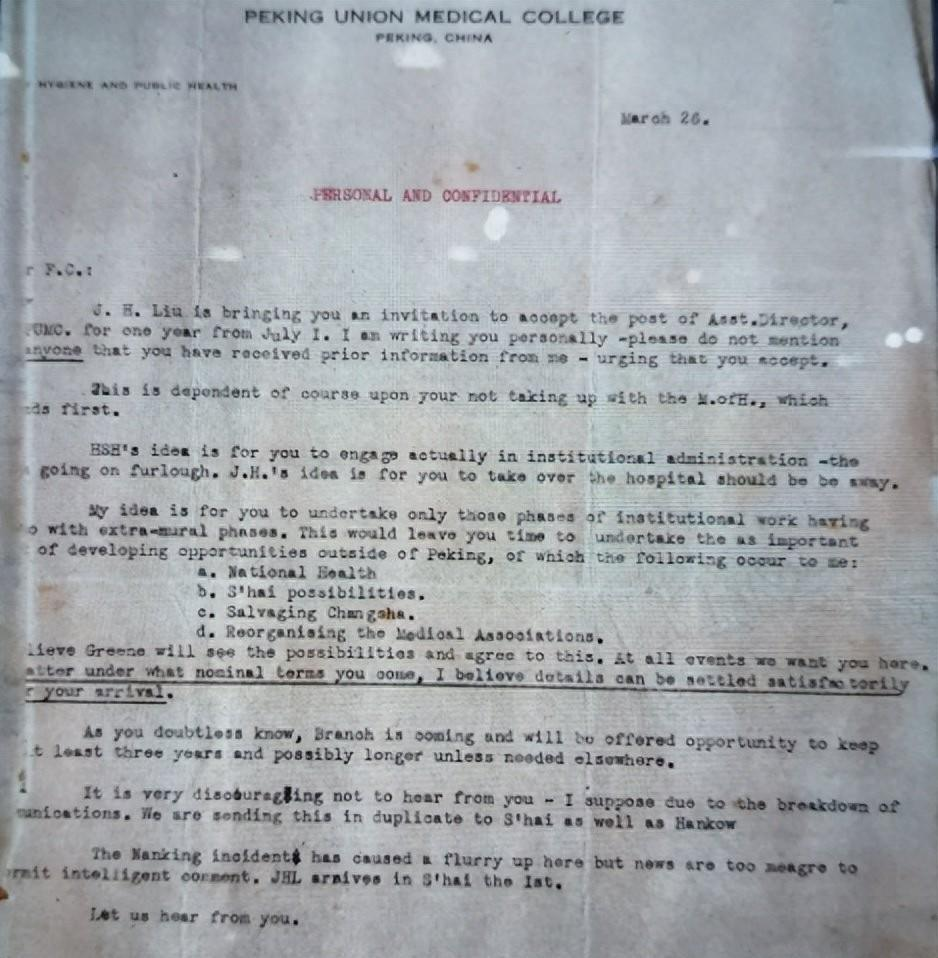 PEKING UNION MEDICAL COLLEGE
PEKING, CHINA
HYGIENE AND PUBLIC HEALTH
March 26.
PERSONAL AND CONFIDENTIAL
r F.C.:
J. H. Liu is bringing you an invitation to accept the post of Asst.Director,
PUMC. for one year from July I. I am writing you personally -please do not mention
anyone that you have received prior information from me - urging that you accept.
This is dependent of course upon your not taking up with the M.ofH., which
ds first.
HSH's idea is for you to engage actually in institutional administration -the
going on furlough. J.H.'s idea is for you to take over the hospital should be be away.
My idea is for you to undertake only those phases of institutional work having
o with extra-mural phases. This would leave you time to undertake the as important
of developing opportunities outside of Peking, of which the following occur to me:
a. National Health
b. S'hai possibilities.
c. Salvaging Changsha.
d. Reorganising the Medical Associations.
lieve Greene will see the possibilities and agree to this. At all events we want you here.
atter under what nominal terms you come, I believe details can be settled satisfactorily
r your arrival.
As you doubtless know, Branch is coming and will be offered opportunity to keep
t least three years and possibly longer unless needed elsewhere.
It is very discouraging not to hear from you - I suppose due to the breakdown of
munications. We are sending this in duplicate to S'hai as well as Hankow
The Nanking incident has caused a flurry up here but news are too meagre to
rmit intelligent comment. JHL arrives in S'hai the Ist.
Let us hear from you.